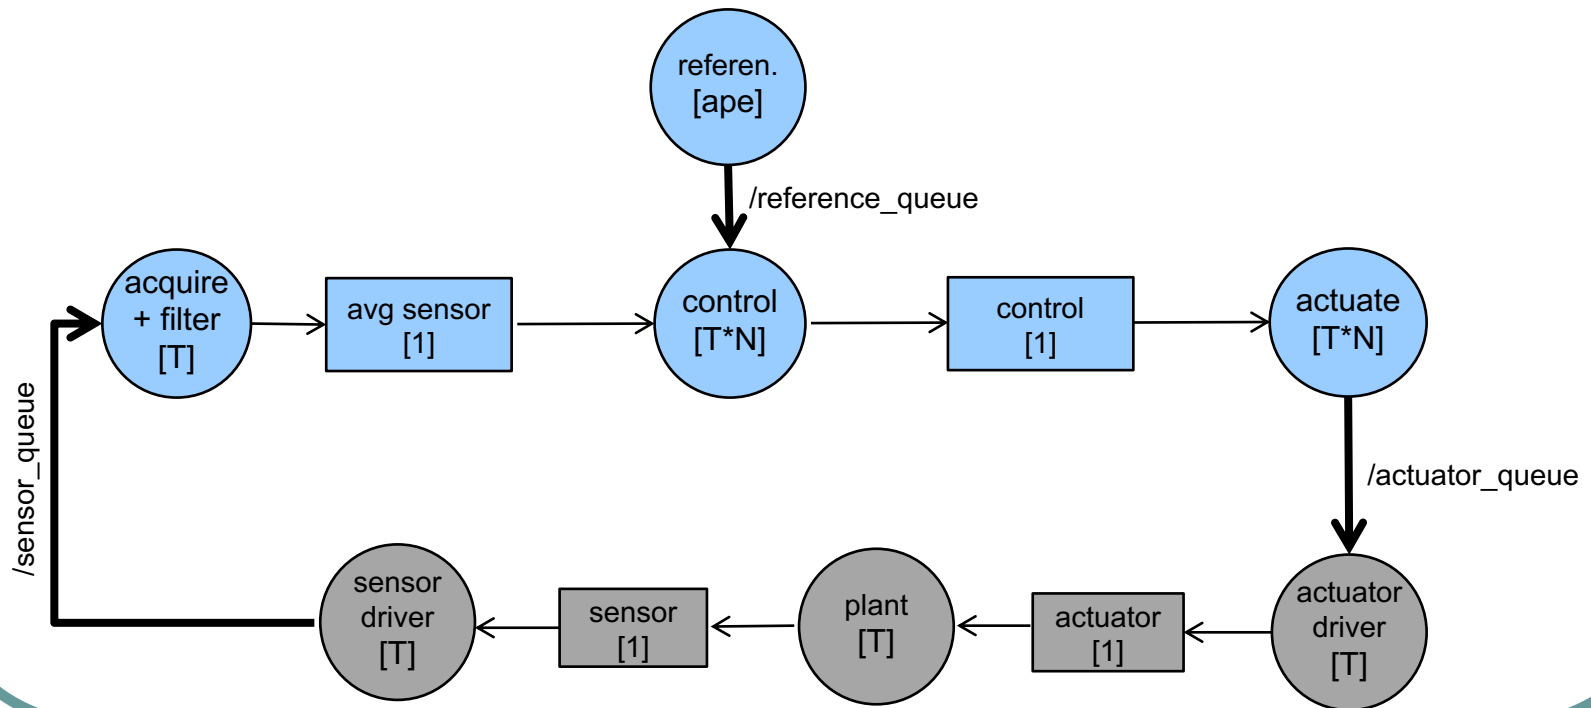 referen.
[ape]
/reference_queue
acquire
+ filter
[T]
avg sensor
[1]
control
[T*N]
control
[1]
actuate
[T*N]
/sensor_queue
/actuator_queue
sensor
driver
[T]
sensor
[1]
plant
[T]
actuator
[1]
actuator
driver
[T]